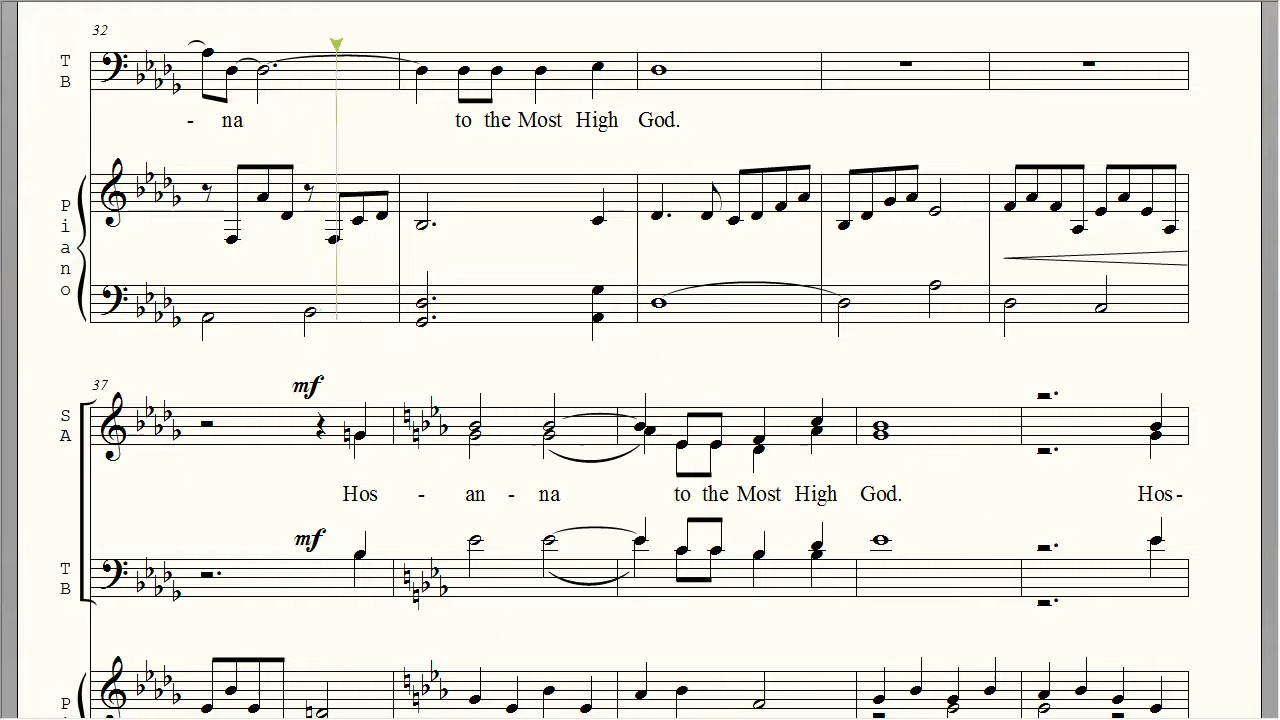 32
T
B
- na to the Most High God.
P
i
a
n
o
37
mf
S
A
Hos - an - na to the Most High God. Hos-
mf
T
B
P